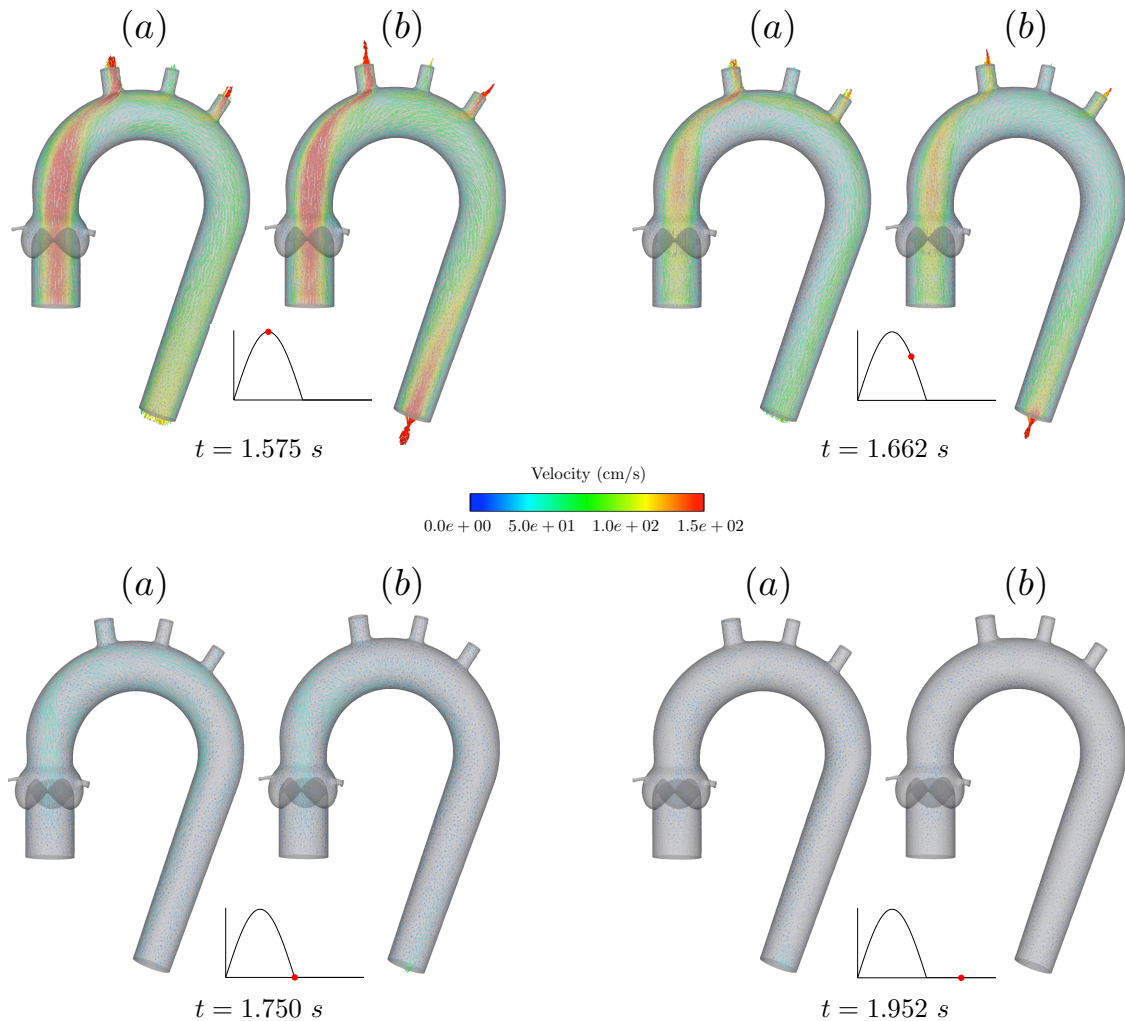 (a) (b) (a) (b)
t = 1.575 s
t = 1.662 s
Velocity (cm/s)
0.0e + 00 5.0e + 01 1.0e + 02 1.5e + 02
(a) (b) (a) (b)
t = 1.750 s
t = 1.952 s